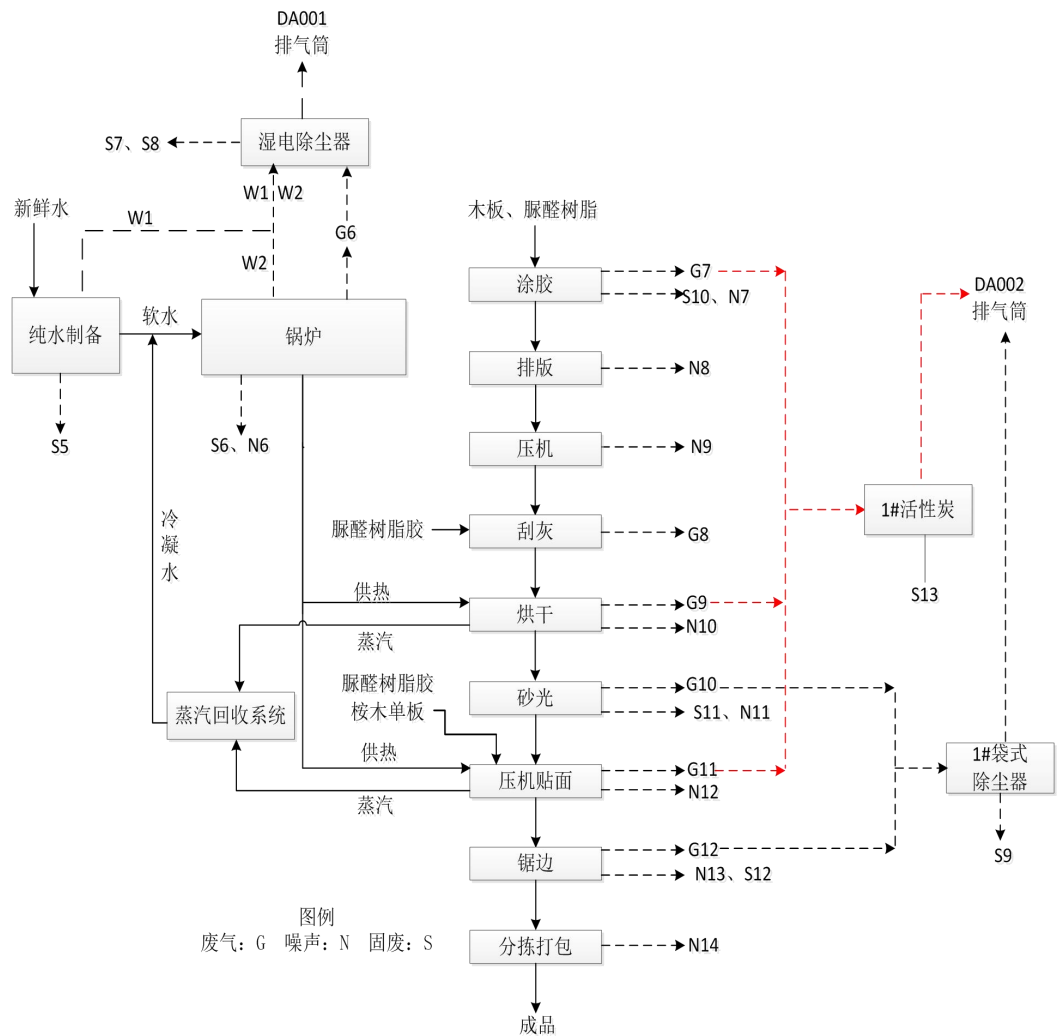 DA001
排气筒
湿电除尘器
S7、S8
W1
W2
新鲜水
W1
G6
W2
纯水制备
软水
锅炉
S5
S6、N6
冷
凝
水
蒸汽回收系统
木板、脲醛树脂
涂胶
G7
S10、N7
排版
N8
压机
N9
脲醛树脂胶
刮灰
G8
供热
烘干
G9
N10
蒸汽
砂光
G10
S11、N11
脲醛树脂胶
桉木单板
供热
压机贴面
G11
N12
蒸汽
锯边
G12
N13、S12
分拣打包
N14
成品
DA002
排气筒
1#活性炭
S13
1#袋式
除尘器
S9
图例
废气：G 噪声：N 固废：S